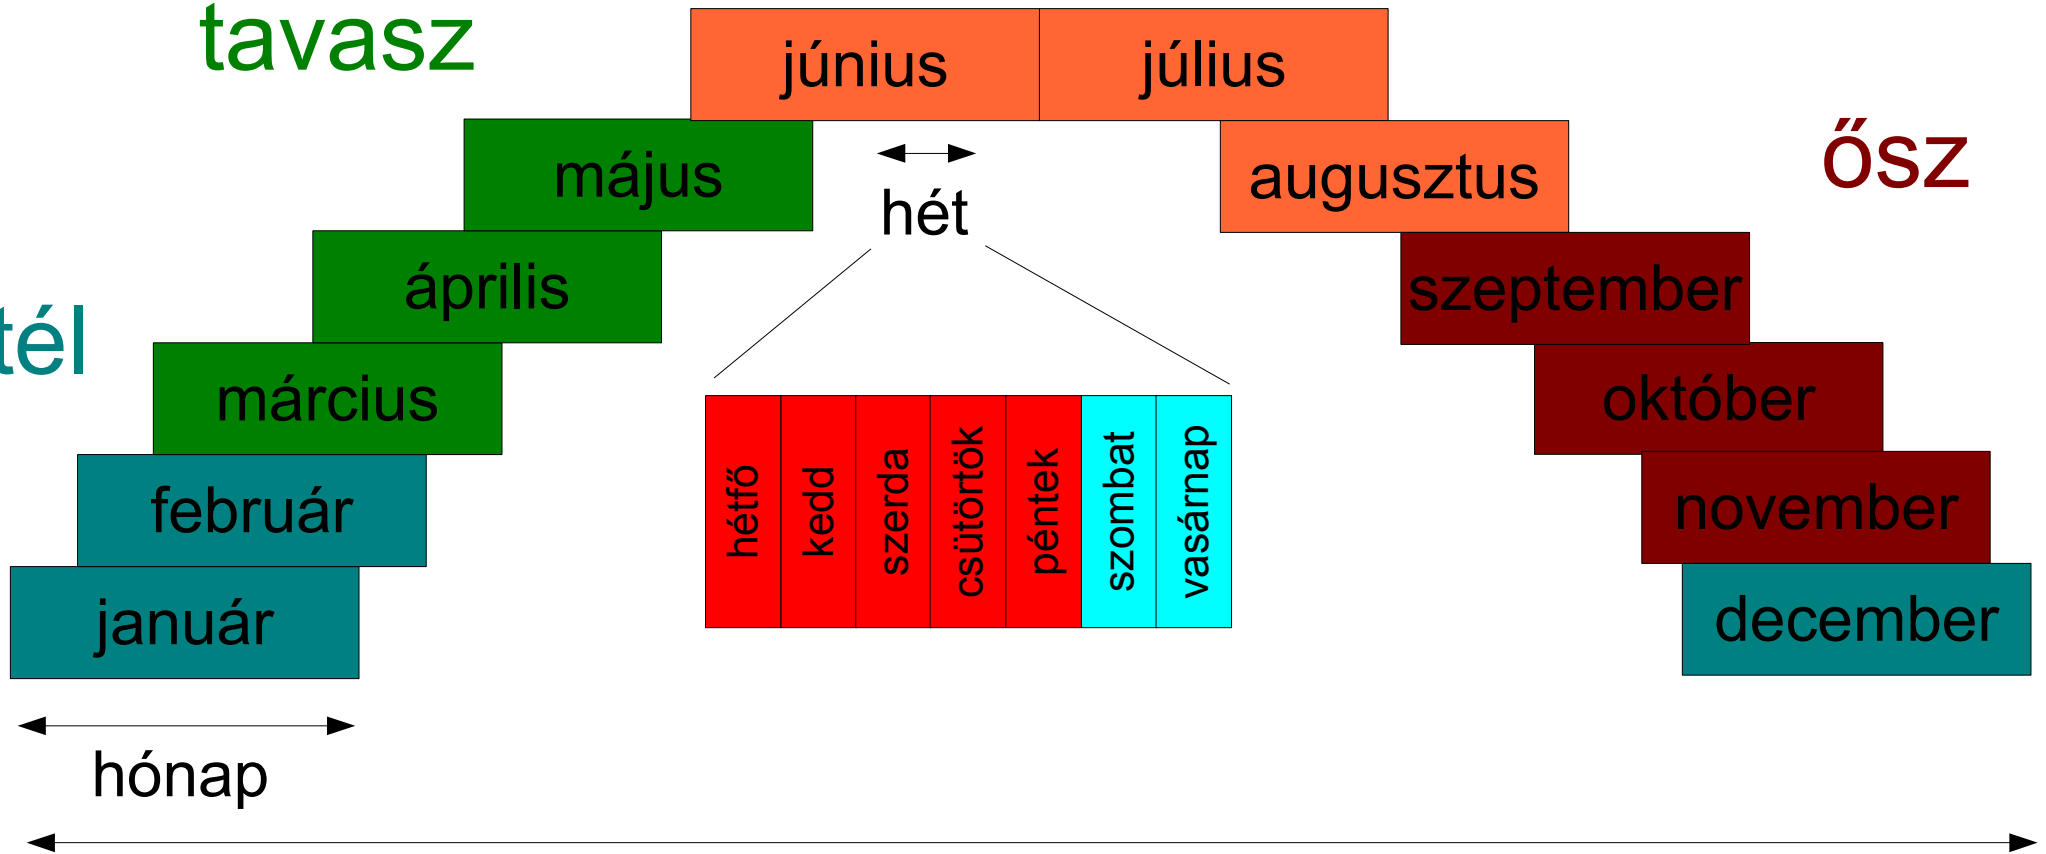 tavasz
június
július
május
hét
augusztus
ősz
április
szeptember
tél
március
október
február
november
január
december
hétfő
kedd
szerda
csütörtök
péntek
szombat
vasárnap
hónap